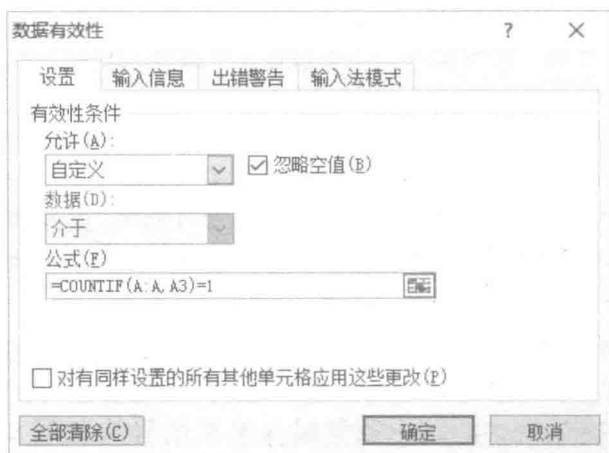 数据有效性 ? ×
设置 输入信息 出错警告 输入法模式
有效性条件
允许(A):
自定义 忽略空值(B)
数据(D):
介于
公式(F)
=COUNTIF(A:A,A3)=1
对有同样设置的所有其他单元格应用这些更改(P)
全部清除(C) 确定 取消